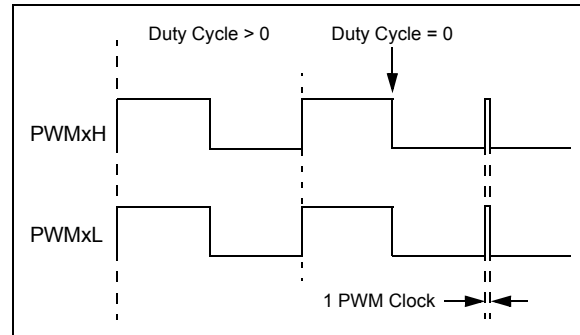 Duty Cycle > 0 Duty Cycle = 0
PWMxH
PWMxL
1 PWM Clock